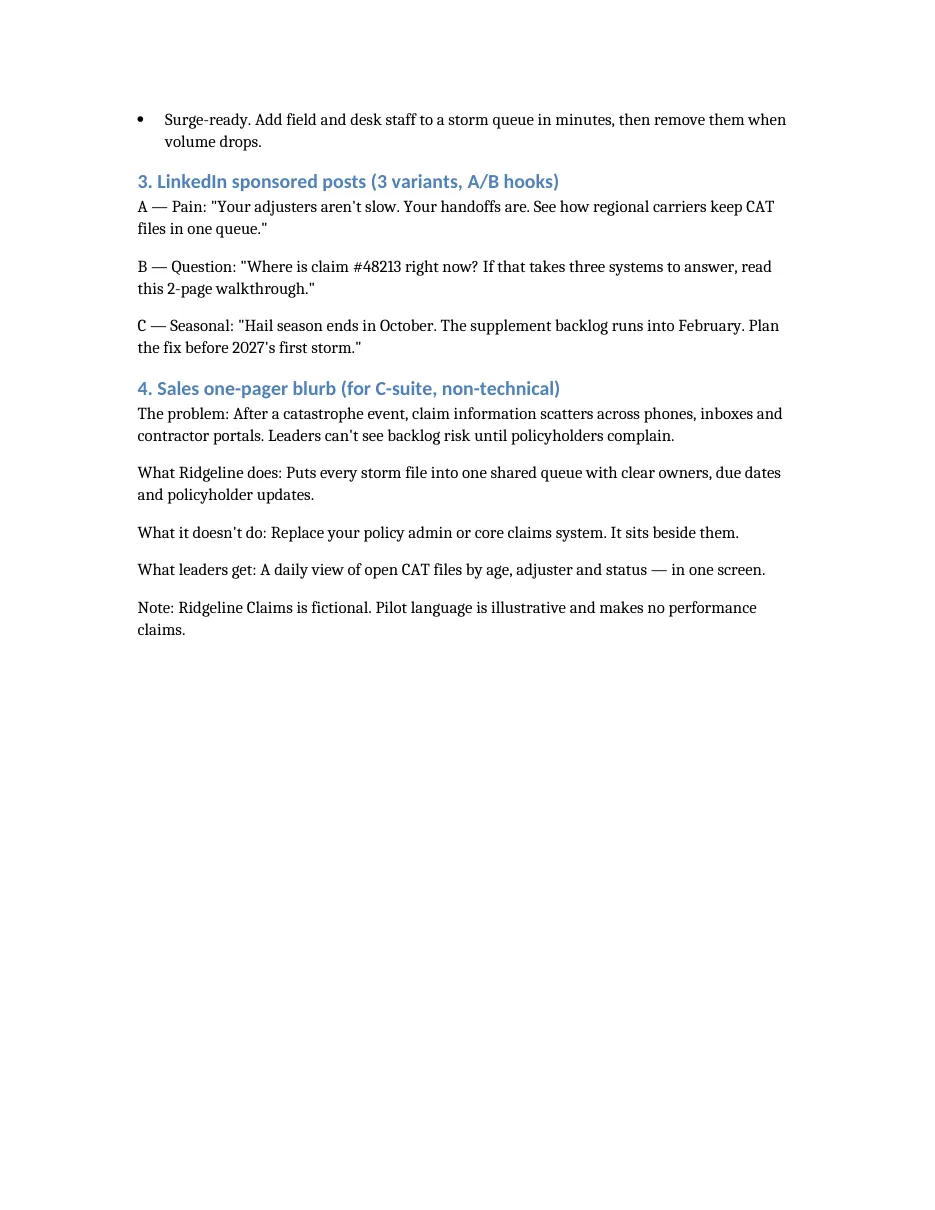 • Surge-ready. Add field and desk staff to a storm queue in minutes, then remove them when
volume drops.
3. LinkedIn sponsored posts (3 variants, A/B hooks)
A — Pain: "Your adjusters aren't slow. Your handoffs are. See how regional carriers keep CAT
files in one queue."
B — Question: "Where is claim #48213 right now? If that takes three systems to answer, read
this 2-page walkthrough."
C — Seasonal: "Hail season ends in October. The supplement backlog runs into February. Plan
the fix before 2027's first storm."
4. Sales one-pager blurb (for C-suite, non-technical)
The problem: After a catastrophe event, claim information scatters across phones, inboxes and
contractor portals. Leaders can't see backlog risk until policyholders complain.
What Ridgeline does: Puts every storm file into one shared queue with clear owners, due dates
and policyholder updates.
What it doesn't do: Replace your policy admin or core claims system. It sits beside them.
What leaders get: A daily view of open CAT files by age, adjuster and status — in one screen.
Note: Ridgeline Claims is fictional. Pilot language is illustrative and makes no performance
claims.